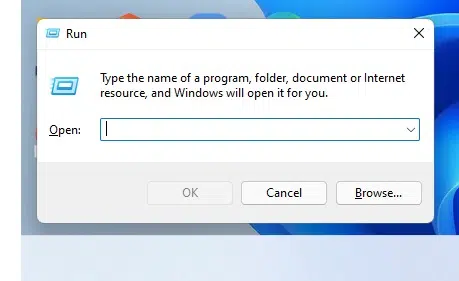 Run
Type the name of a program, folder, document or Internet
resource, and Windows will open it for you.
Open:
OK Cancel Browse...